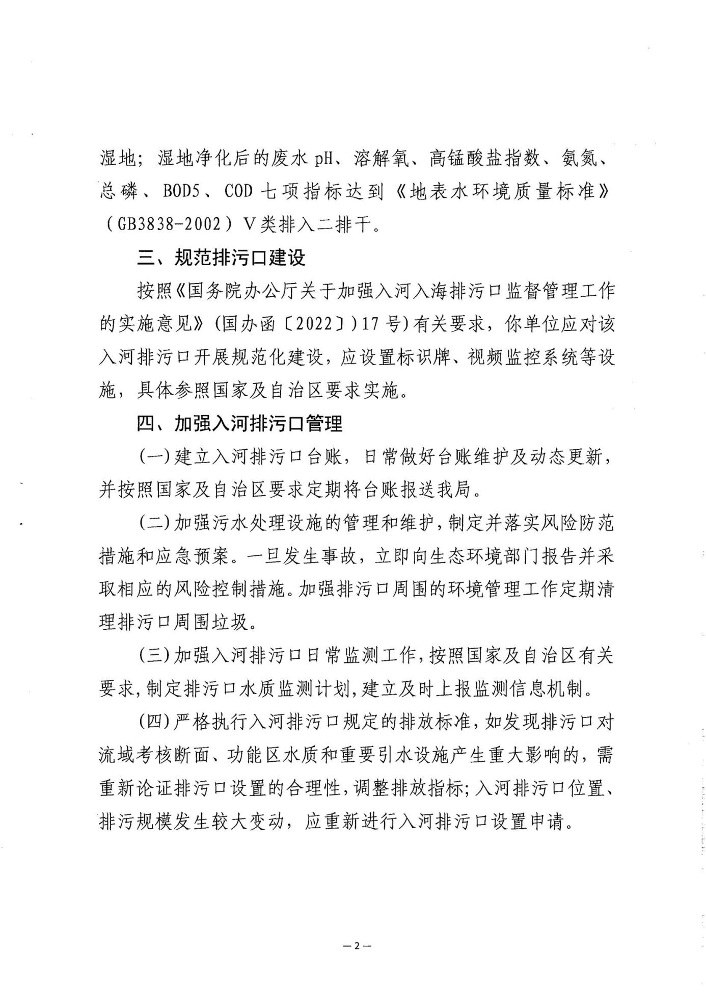 湿地；湿地净化后的废水 pH、溶解氧、高锰酸盐指数、氨氮、
总磷、BOD5、COD 七项指标达到《地表水环境质量标准》
（GB3838-2002）Ⅴ类排入二排干。
三、规范排污口建设
按照《国务院办公厅关于加强入河入海排污口监督管理工作
的实施意见》(国办函〔2022〕)17 号)有关要求，你单位应对该
入河排污口开展规范化建设，应设置标识牌、视频监控系统等设
施，具体参照国家及自治区要求实施。
四、加强入河排污口管理
(一)建立入河排污口台账，日常做好台账维护及动态更新，
并按照国家及自治区要求定期将台账报送我局。
(二)加强污水处理设施的管理和维护,制定并落实风险防范
措施和应急预案。一旦发生事故，立即向生态环境部门报告并采
取相应的风险控制措施。加强排污口周围的环境管理工作定期清
理排污口周围垃圾。
(三)加强入河排污口日常监测工作,按照国家及自治区有关
要求,制定排污口水质监测计划,建立及时上报监测信息机制。
(四)严格执行入河排污口规定的排放标准,如发现排污口对
流域考核断面、功能区水质和重要引水设施产生重大影响的，需
重新论证排污口设置的合理性,调整排放指标;入河排污口位置、
排污规模发生较大变动，应重新进行入河排污口设置申请。
—2—